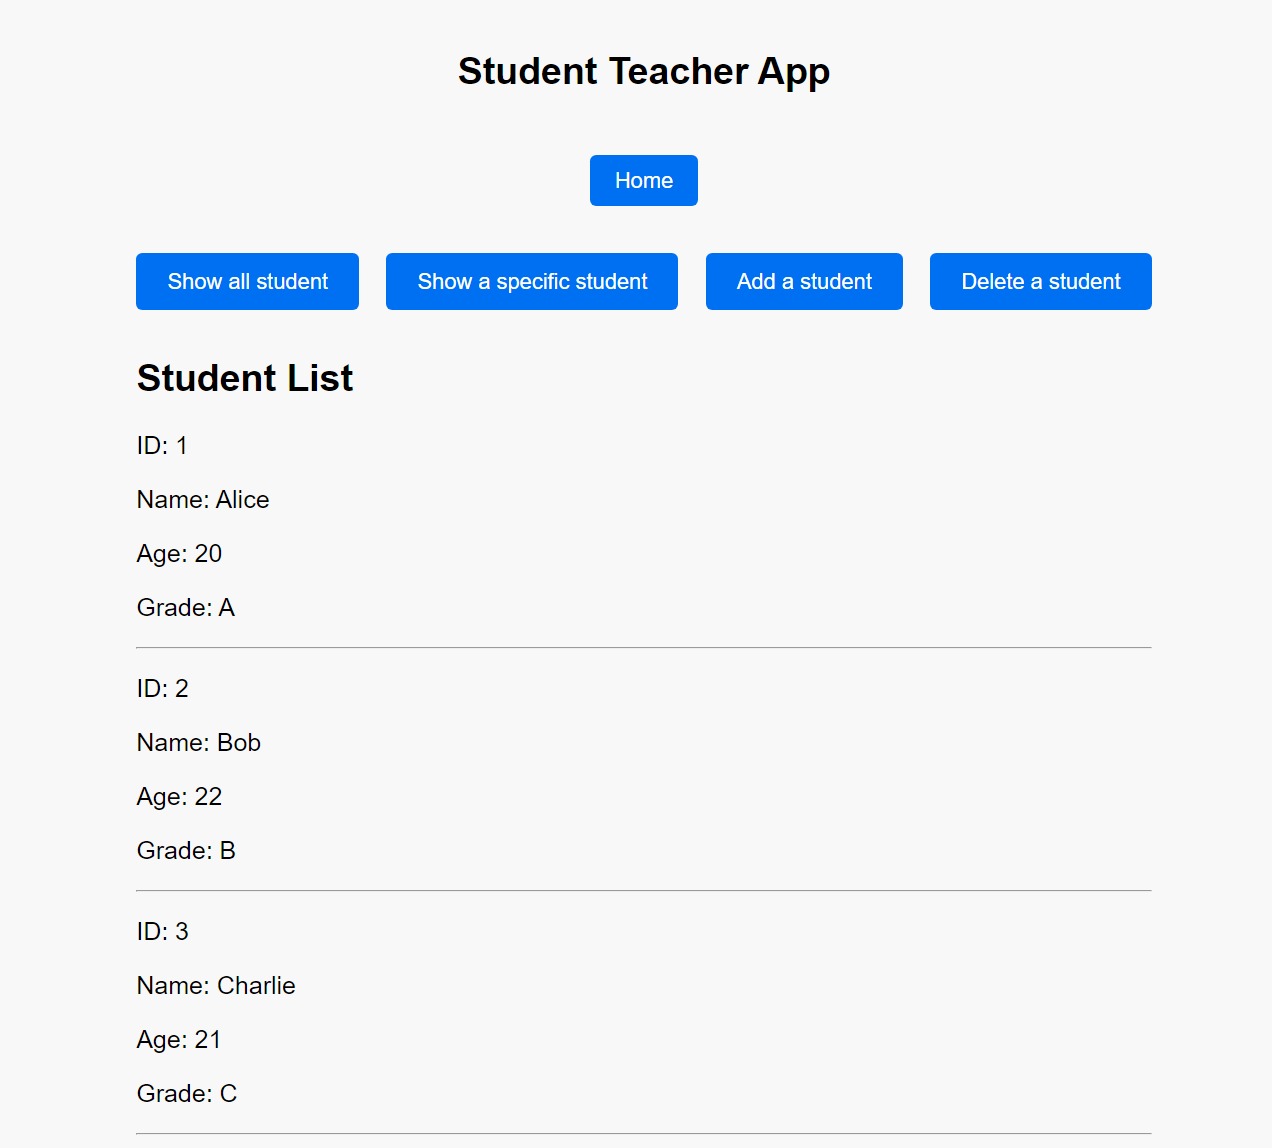 Student Teacher App
Home
Show all student
Show a specific student
Add a student
Delete a student
Student List
ID: 1
Name: Alice
Age: 20
Grade: A
ID: 2
Name: Bob
Age: 22
Grade: B
ID: 3
Name: Charlie
Age: 21
Grade: C